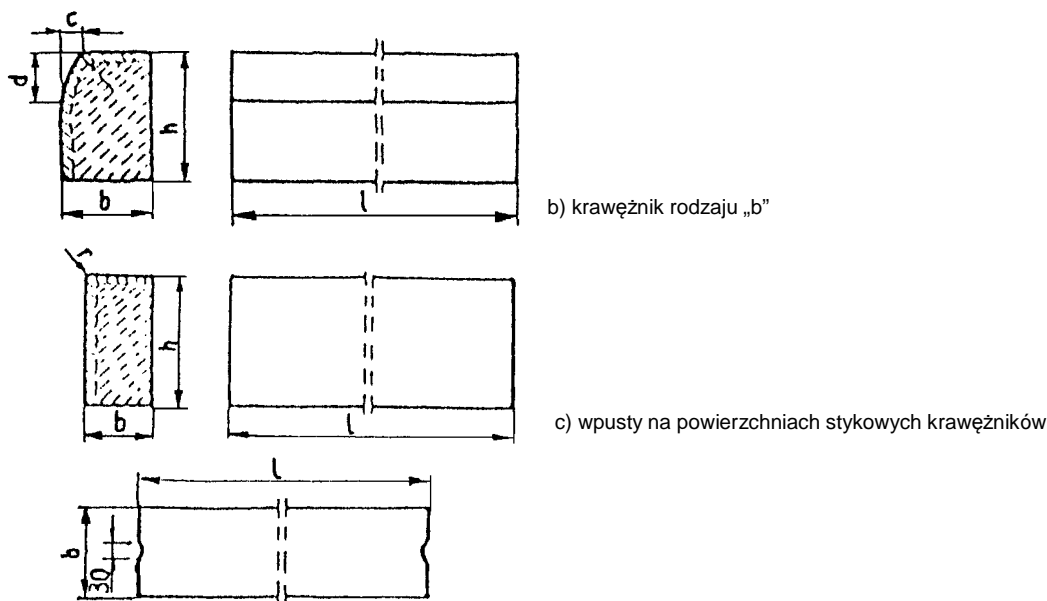 c
d
h
b
l
b) krawężnik rodzaju „b”
r
h
b
l
c) wpusty na powierzchniach stykowych krawężników
l
b
30